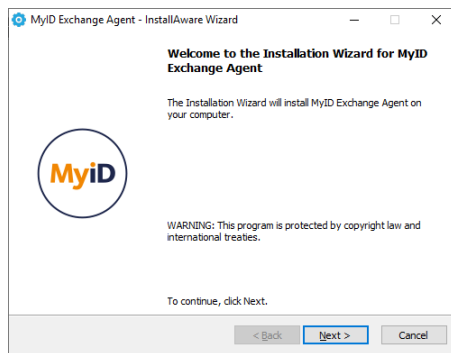 MyID Exchange Agent - InstallAware Wizard
Welcome to the Installation Wizard for MyID
Exchange Agent
The Installation Wizard will install MyID Exchange Agent on
your computer.
MyiD
WARNING: This program is protected by copyright law and
international treaties.
To continue, click Next.
< Back
Next >
Cancel